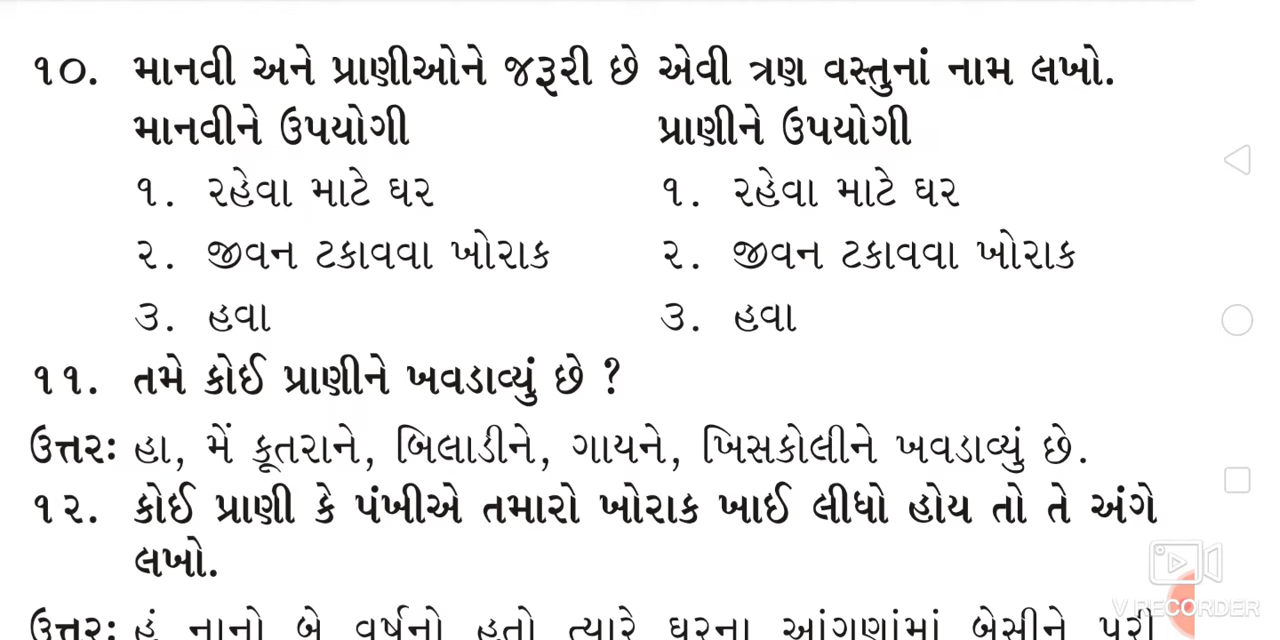 ૧૦. માનવી અને પ્રાણીઓને જરૂરી છે એવી ત્રણ વસ્તુનાં નામ લખો.
માનવીને ઉપયોગી પ્રાણીને ઉપયોગી
૧. રહેવા માટે ઘર ૧. રહેવા માટે ઘર
૨. જીવન ટકાવવા ખોરાક ૨. જીવન ટકાવવા ખોરાક
૩. હવા ૩. હવા
૧૧. તમે કોઈ પ્રાણીને ખવડાવ્યું છે ?
ઉત્તરઃ હા, મેં કૂતરાને, બિલાડીને, ગાયને, ખિસકોલીને ખવડાવ્યું છે.
૧૨. કોઈ પ્રાણી કે પંખીએ તમારો ખોરાક ખાઈ લીધો હોય તો તે અંગે
લખો.
ઉત્તરઃ હું નાનો બે વર્ષનો હતો ત્યારે ઘરના આંગણાંમાં બેસીને પૂરી
V RECORDER